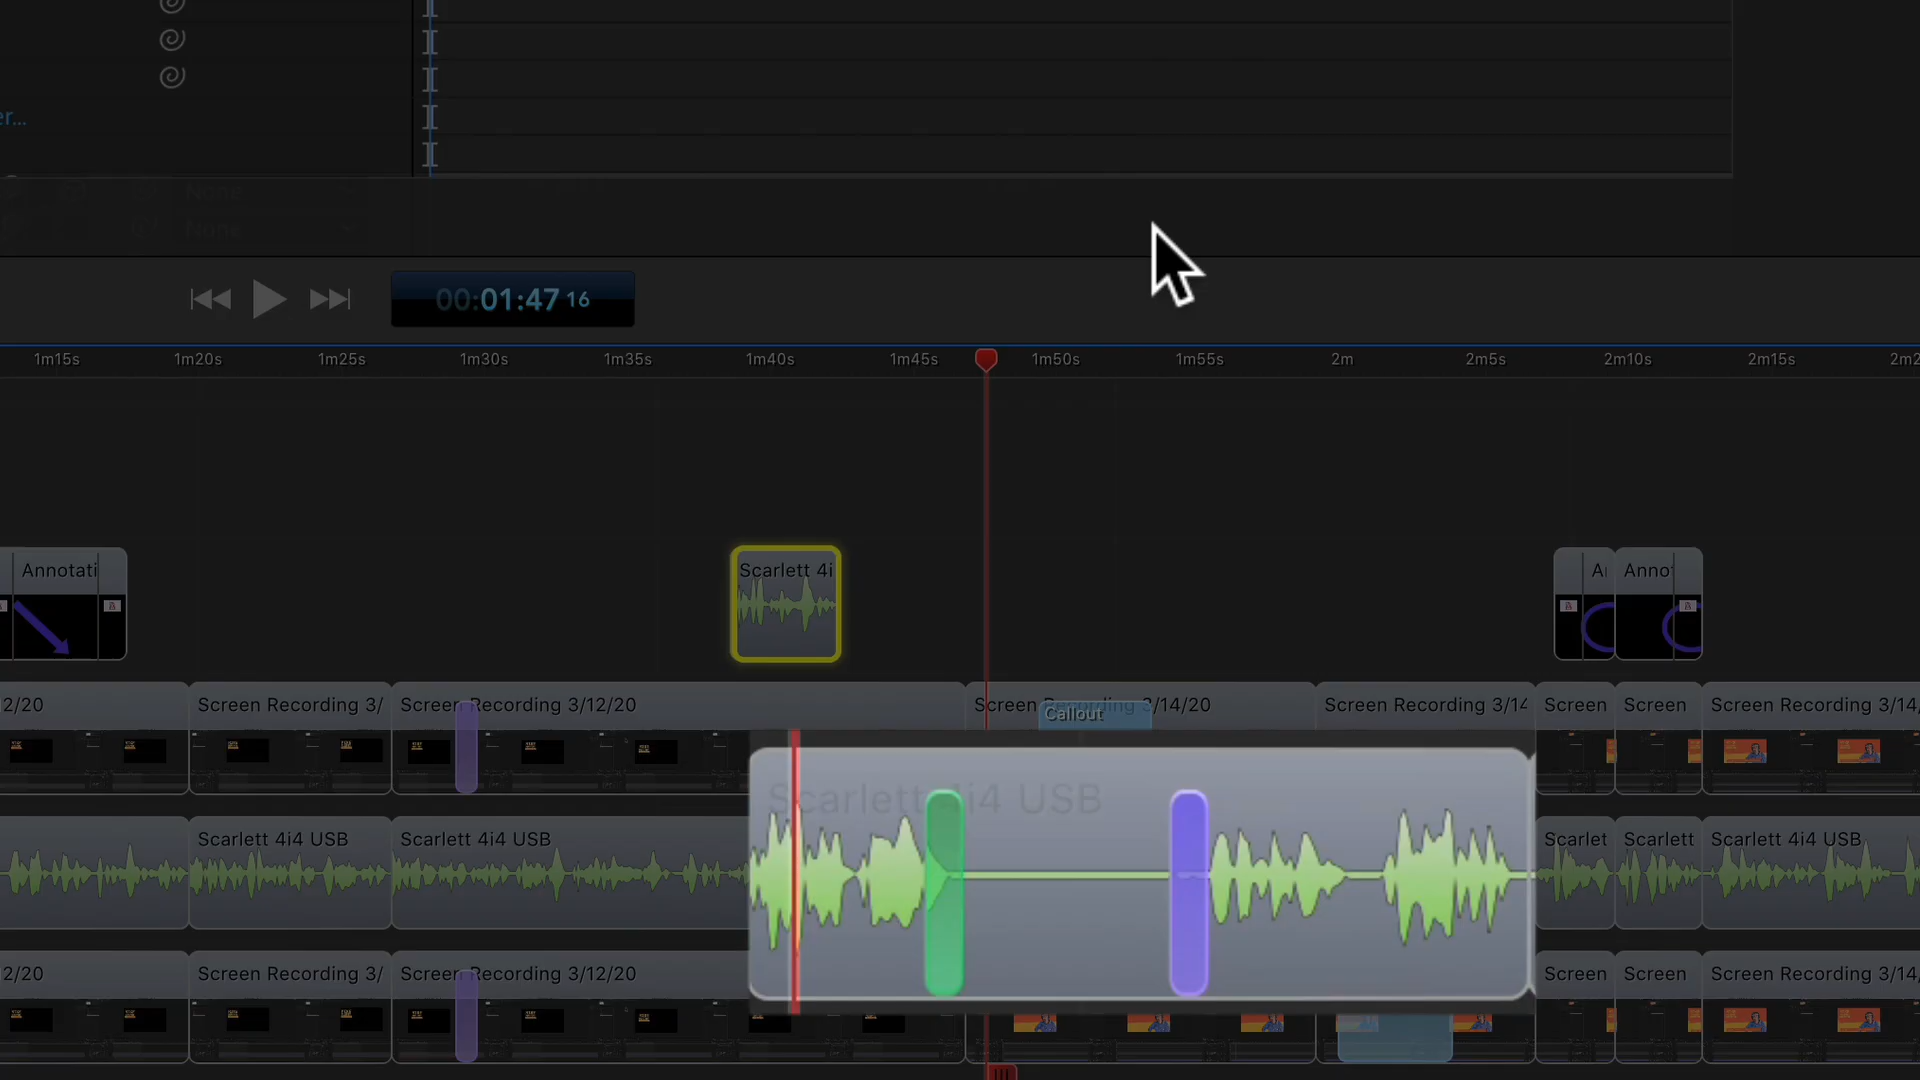 er...
None
None
00:01:47 16
1m15s 1m20s 1m25s 1m30s 1m35s 1m40s 1m45s 1m50s 1m55s 2m 2m5s 2m10s 2m15s
Annotati Scarlett 4i Annot
2/20 Screen Recording 3/ Screen Recording 3/12/20 Screen Recording 3/14/20 Screen Recording 3/14 Screen Screen Screen Recording 3/14/
Callout
Scarlett 4i4 USB
Scarlett 4i4 USB Scarlett 4i4 USB Scarlet Scarlett Scarlett 4i4 USB
2/20 Screen Recording 3/ Screen Recording 3/12/20 Screen Screen Screen Recording 3/14/